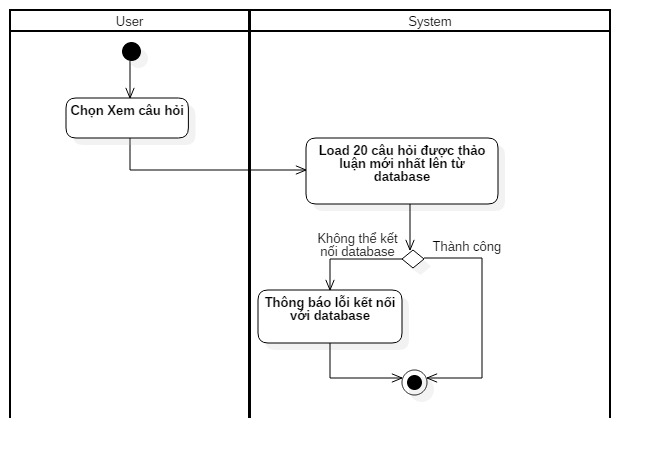 User
System
Chọn Xem câu hỏi
Load 20 câu hỏi được thảo
luận mới nhất lên từ
database
Không thể kết
nối database
Thành công
Thông báo lỗi kết nối
với database